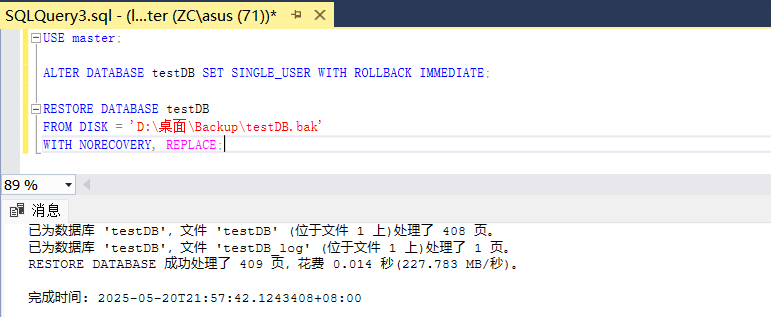 SQLQuery3.sql - (l...ter (ZC\asus (71))*
USE master;
ALTER DATABASE testDB SET SINGLE_USER WITH ROLLBACK IMMEDIATE;
RESTORE DATABASE testDB
FROM DISK = 'D:\桌面\Backup\testDB.bak'
WITH NORECOVERY, REPLACE;
89 %
消息
已为数据库 'testDB'，文件 'testDB' (位于文件 1 上)处理了 408 页。
已为数据库 'testDB'，文件 'testDB_log' (位于文件 1 上)处理了 1 页。
RESTORE DATABASE 成功处理了 409 页，花费 0.014 秒(227.783 MB/秒)。
完成时间: 2025-05-20T21:57:42.1243408+08:00